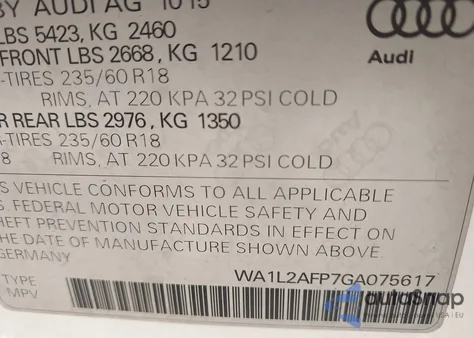 BY AUDI AG 10 15
LBS 5423, KG 2460
FRONT LBS 2668, KG 1210
-TIRES 235/60 R18
RIMS, AT 220 KPA 32 PSI COLD
R REAR LBS 2976, KG 1350
-TIRES 235/60 R18
8 RIMS, AT 220 KPA 32 PSI COLD
Audi
S VEHICLE CONFORMS TO ALL APPLICABLE
S. FEDERAL MOTOR VEHICLE SAFETY AND
HEFT PREVENTION STANDARDS IN EFFECT ON
THE DATE OF MANUFACTURE SHOWN ABOVE.
GERMANY
WA1L2AFP7GA075617
TYPE
MPV
autoSnap